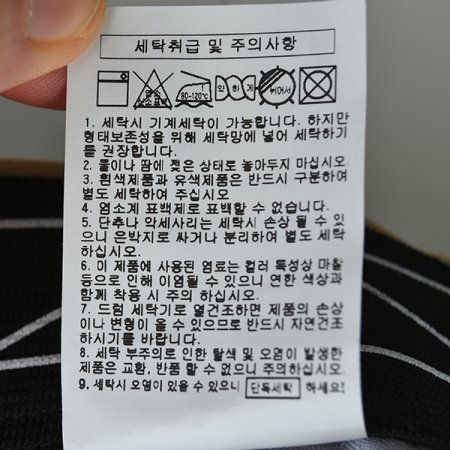 세탁취급 및 주의사항
염소표백
80~120℃
약하게
뉘어서
1. 세탁시 기계세탁이 가능합니다. 하지만
형태보존성을 위해 세탁망에 넣어 세탁하기
를 권장합니다.
2. 물이나 땀에 젖은 상태로 놓아두지 마십시오
3. 흰색제품과 유색제품은 반드시 구분하여
별도 세탁하여 주십시오
4. 염소계 표백제로 표백할 수 없습니다.
5. 단추나 악세사리는 세탁시 손상 될 수 있
으니 은박지로 싸거나 분리하여 별도 세탁
하십시오.
6. 이 제품에 사용된 염료는 컬러 특성상 마찰
등으로 인해 이염될 수 있으니 연한 색상과
함께 착용 시 주의 하십시오.
7. 드럼 세탁기로 열건조하면 제품의 손상
이나 변형이 올 수 있으므로 반드시 자연건조
하시기를 바랍니다.
8. 세탁 부주의로 인한 탈색 및 오염이 발생한
제품은 교환, 반품 할 수 없으니 주의하십시오.
9. 세탁시 오염이 있을 수 있으니 단독세탁 하세요!